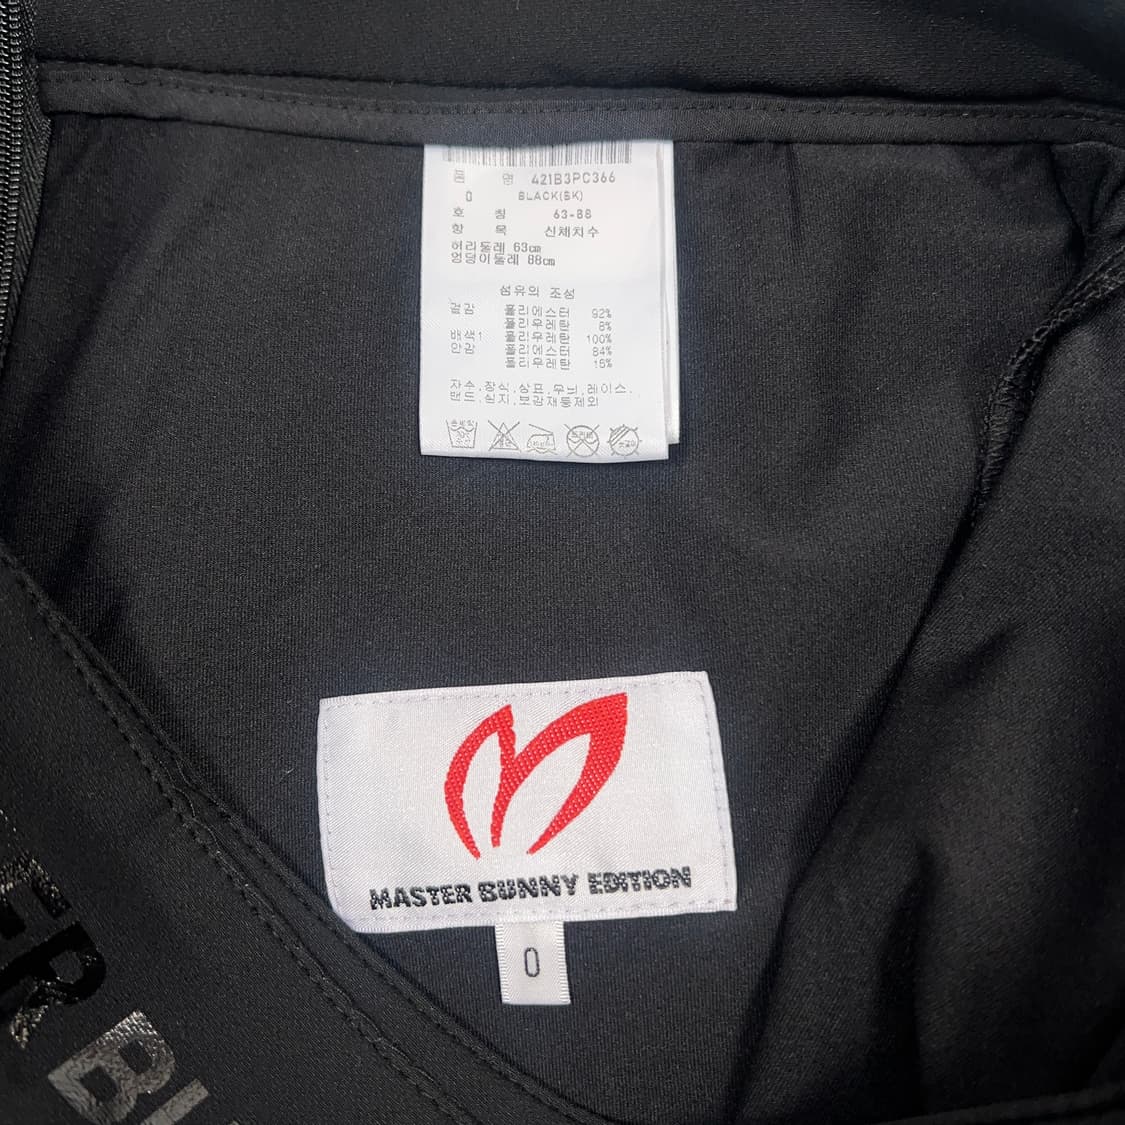 품 명 421B3PC366
0 BLACK(BK)
호 칭 63-88
항 목 신체치수
허리둘레 63cm
엉덩이둘레 88cm
섬유의 조성
겉감 폴리에스터 92%
폴리우레탄 8%
배색1 폴리우레탄 100%
안감 폴리에스터 84%
폴리우레탄 16%
자수,장식,상표,무늬,레이스,
밴드,심지,보강재등제외
MASTER BUNNY EDITION
0
ER BU